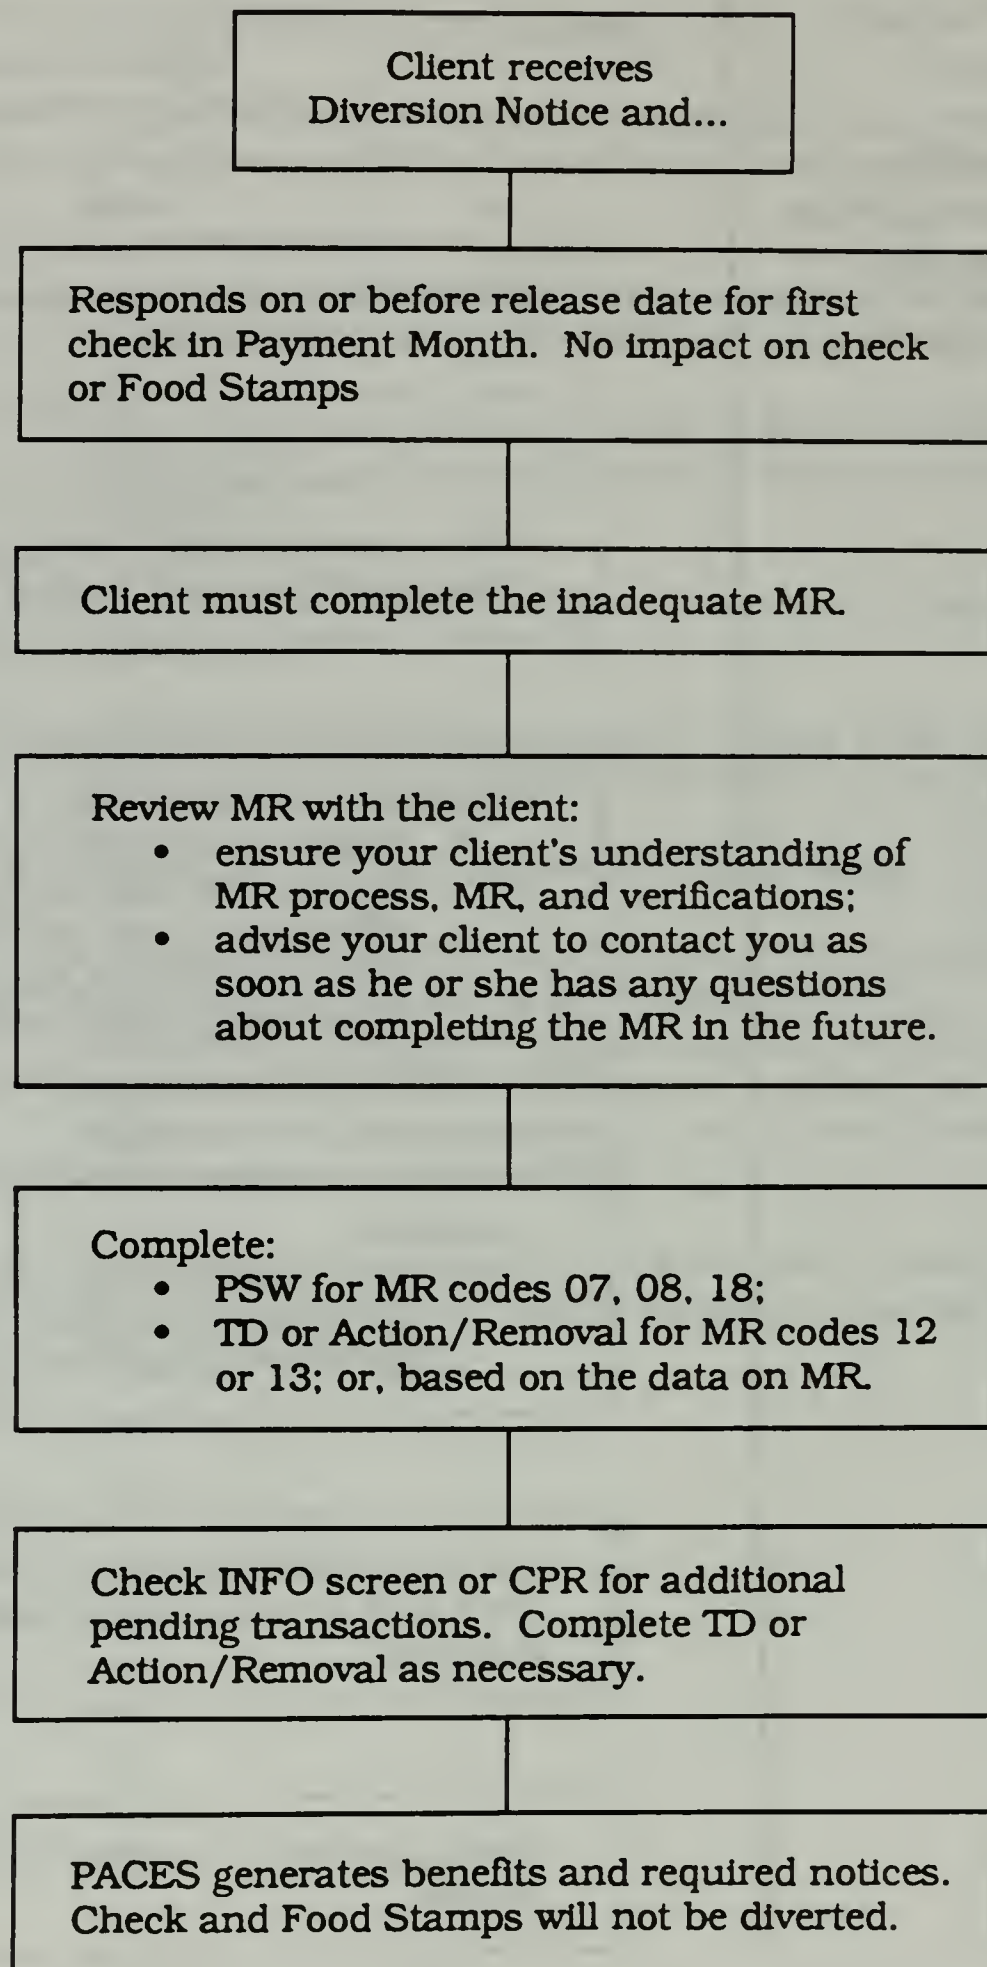 Client receives
Diversion Notice and...
Responds on or before release date for first
check in Payment Month. No impact on check
or Food Stamps
Client must complete the inadequate MR.
Review MR with the client:
• ensure your client's understanding of
MR process, MR, and verifications;
• advise your client to contact you as
soon as he or she has any questions
about completing the MR in the future.
Complete:
• PSW for MR codes 07, 08, 18;
• TD or Action/Removal for MR codes 12
or 13; or, based on the data on MR.
Check INFO screen or CPR for additional
pending transactions. Complete TD or
Action/Removal as necessary.
PACES generates benefits and required notices.
Check and Food Stamps will not be diverted.